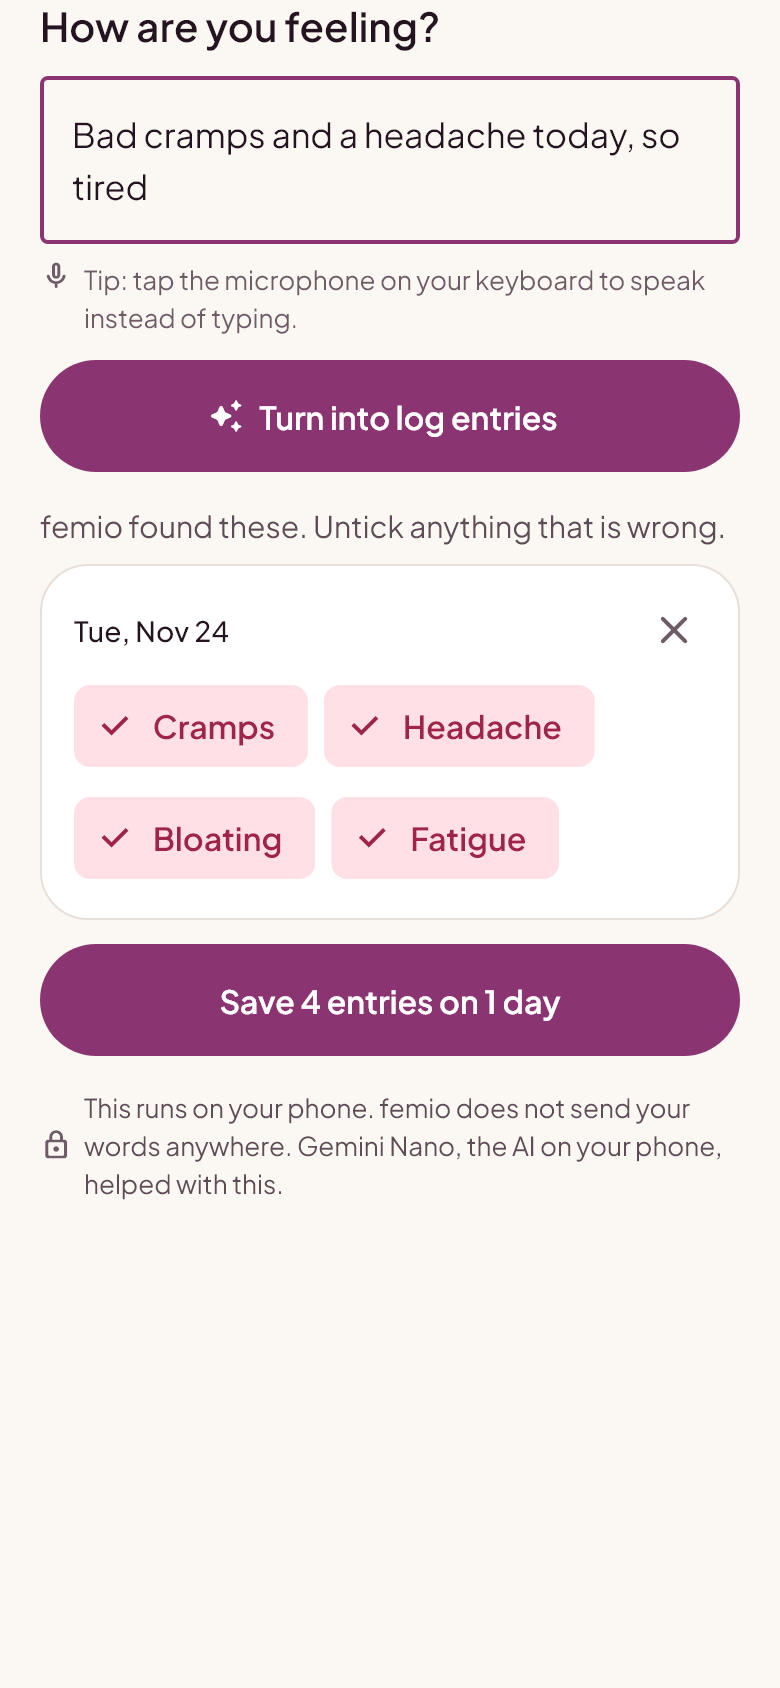 How are you feeling?
Bad cramps and a headache today, so
tired
Tip: tap the microphone on your keyboard to speak
instead of typing.
Turn into log entries
femio found these. Untick anything that is wrong.
Tue, Nov 24
Cramps
Headache
Bloating
Fatigue
Save 4 entries on 1 day
This runs on your phone. femio does not send your
words anywhere. Gemini Nano, the AI on your phone,
helped with this.